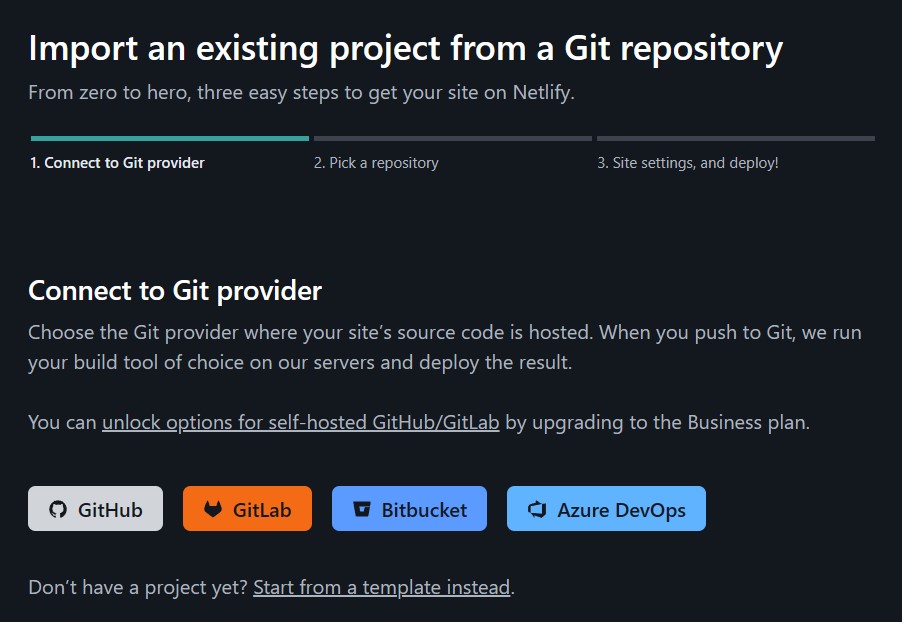 Import an existing project from a Git repository
From zero to hero, three easy steps to get your site on Netlify.
1. Connect to Git provider
2. Pick a repository
3. Site settings, and deploy!
Connect to Git provider
Choose the Git provider where your site’s source code is hosted. When you push to Git, we run
your build tool of choice on our servers and deploy the result.
You can unlock options for self-hosted GitHub/GitLab by upgrading to the Business plan.
GitHub
GitLab
Bitbucket
Azure DevOps
Don’t have a project yet? Start from a template instead.